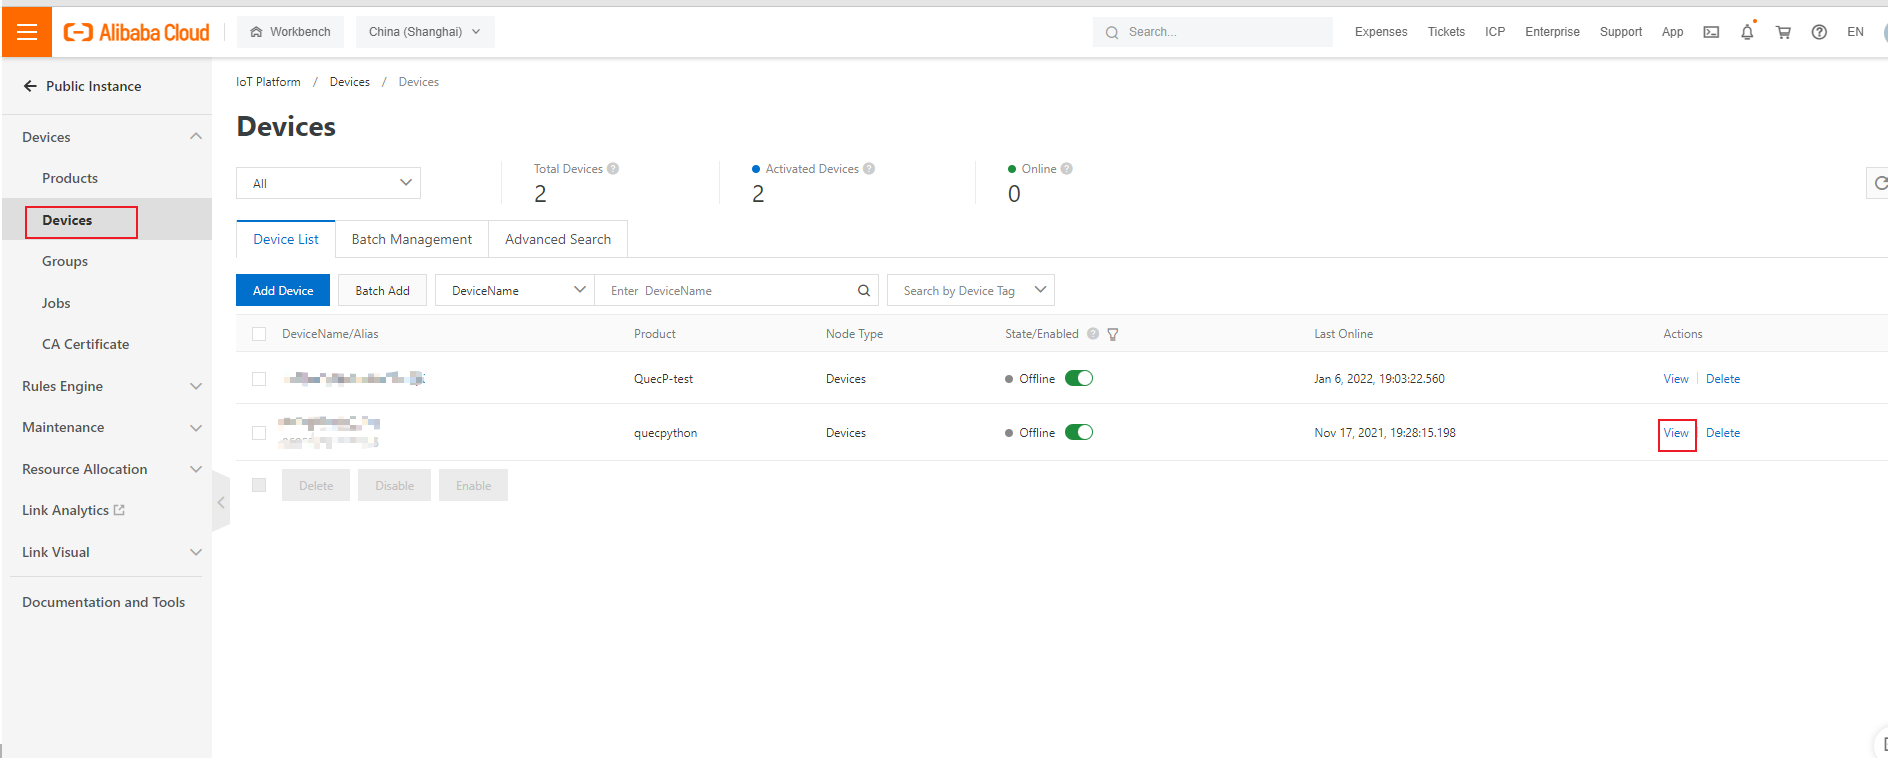 Alibaba Cloud
Workbench
China (Shanghai)
Search...
Expenses
Tickets
ICP
Enterprise
Support
App
EN
Public Instance
Devices
Products
Devices
Groups
Jobs
CA Certificate
Rules Engine
Maintenance
Resource Allocation
Link Analytics
Link Visual
Documentation and Tools
IoT Platform / Devices / Devices
Devices
All
Total Devices ?
2
Activated Devices ?
2
Online ?
0
Device List
Batch Management
Advanced Search
Add Device
Batch Add
DeviceName
Enter DeviceName
Search by Device Tag
DeviceName/Alias Product Node Type State/Enabled ? Last Online Actions
QuecP-test Devices Offline Jan 6, 2022, 19:03:22.560 View Delete
quecpython Devices Offline Nov 17, 2021, 19:28:15.198 View Delete
Delete
Disable
Enable